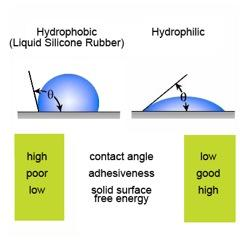 Hydrophobic Hydrophilic
(Liquid Silicone Rubber)
θ θ
high contact angle low
poor adhesiveness good
low solid surface high
free energy